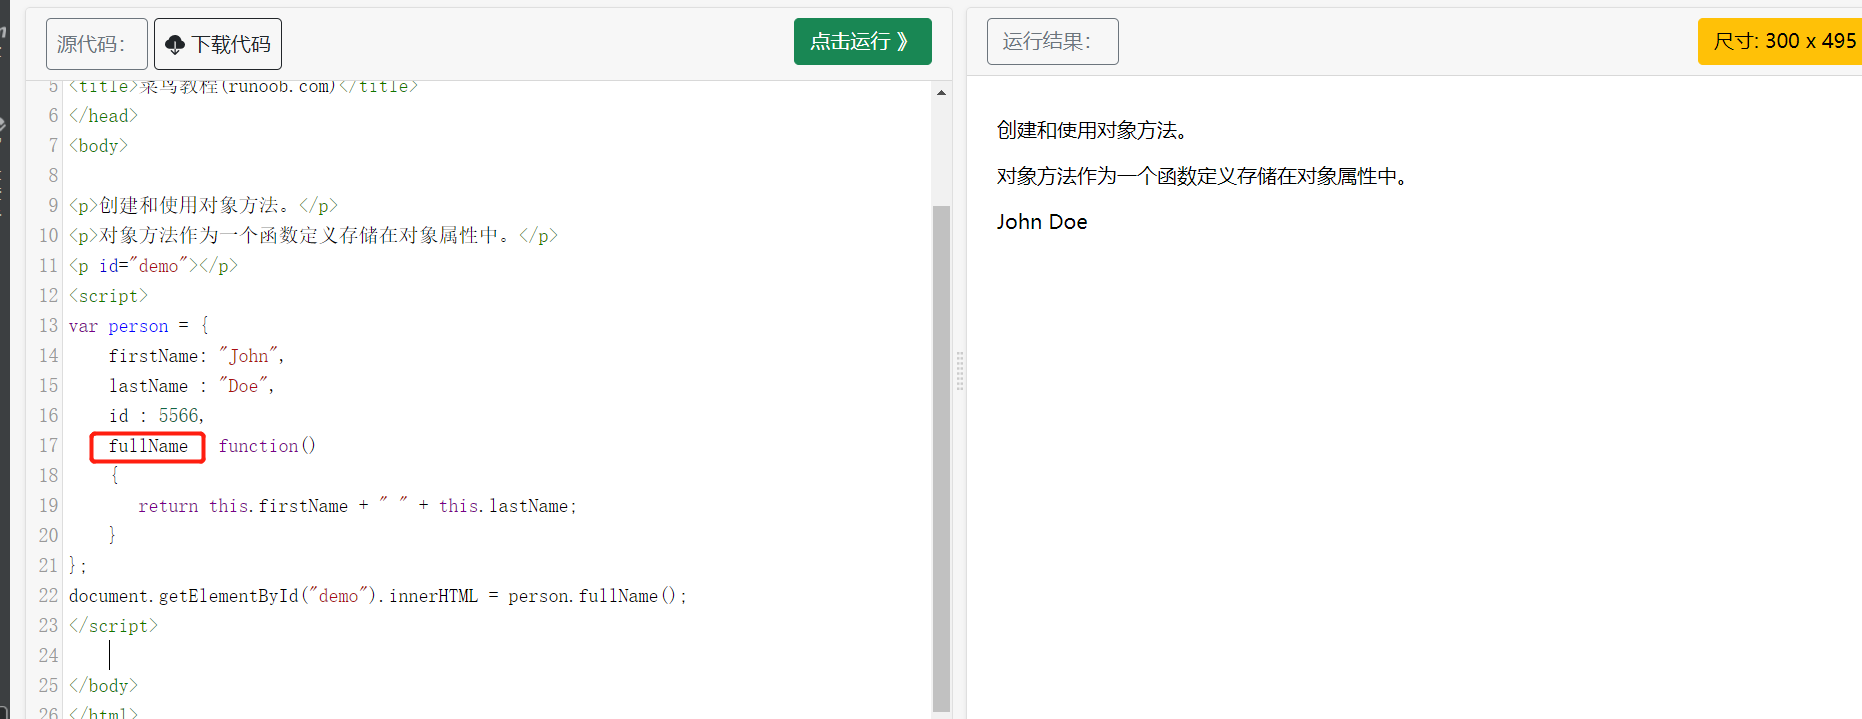 源代码：
下载代码
点击运行 》
5 <title>菜鸟教程(runoob.com)</title>
6 </head>
7 <body>
8
9 <p>创建和使用对象方法。</p>
10 <p>对象方法作为一个函数定义存储在对象属性中。</p>
11 <p id="demo"></p>
12 <script>
13 var person = {
14     firstName: "John",
15     lastName : "Doe",
16     id : 5566,
17     fullName   function()
18     {
19        return this.firstName + " " + this.lastName;
20     }
21 };
22 document.getElementById("demo").innerHTML = person.fullName();
23 </script>
24
25 </body>
26 </html>
运行结果：
尺寸: 300 x 495
创建和使用对象方法。
对象方法作为一个函数定义存储在对象属性中。
John Doe